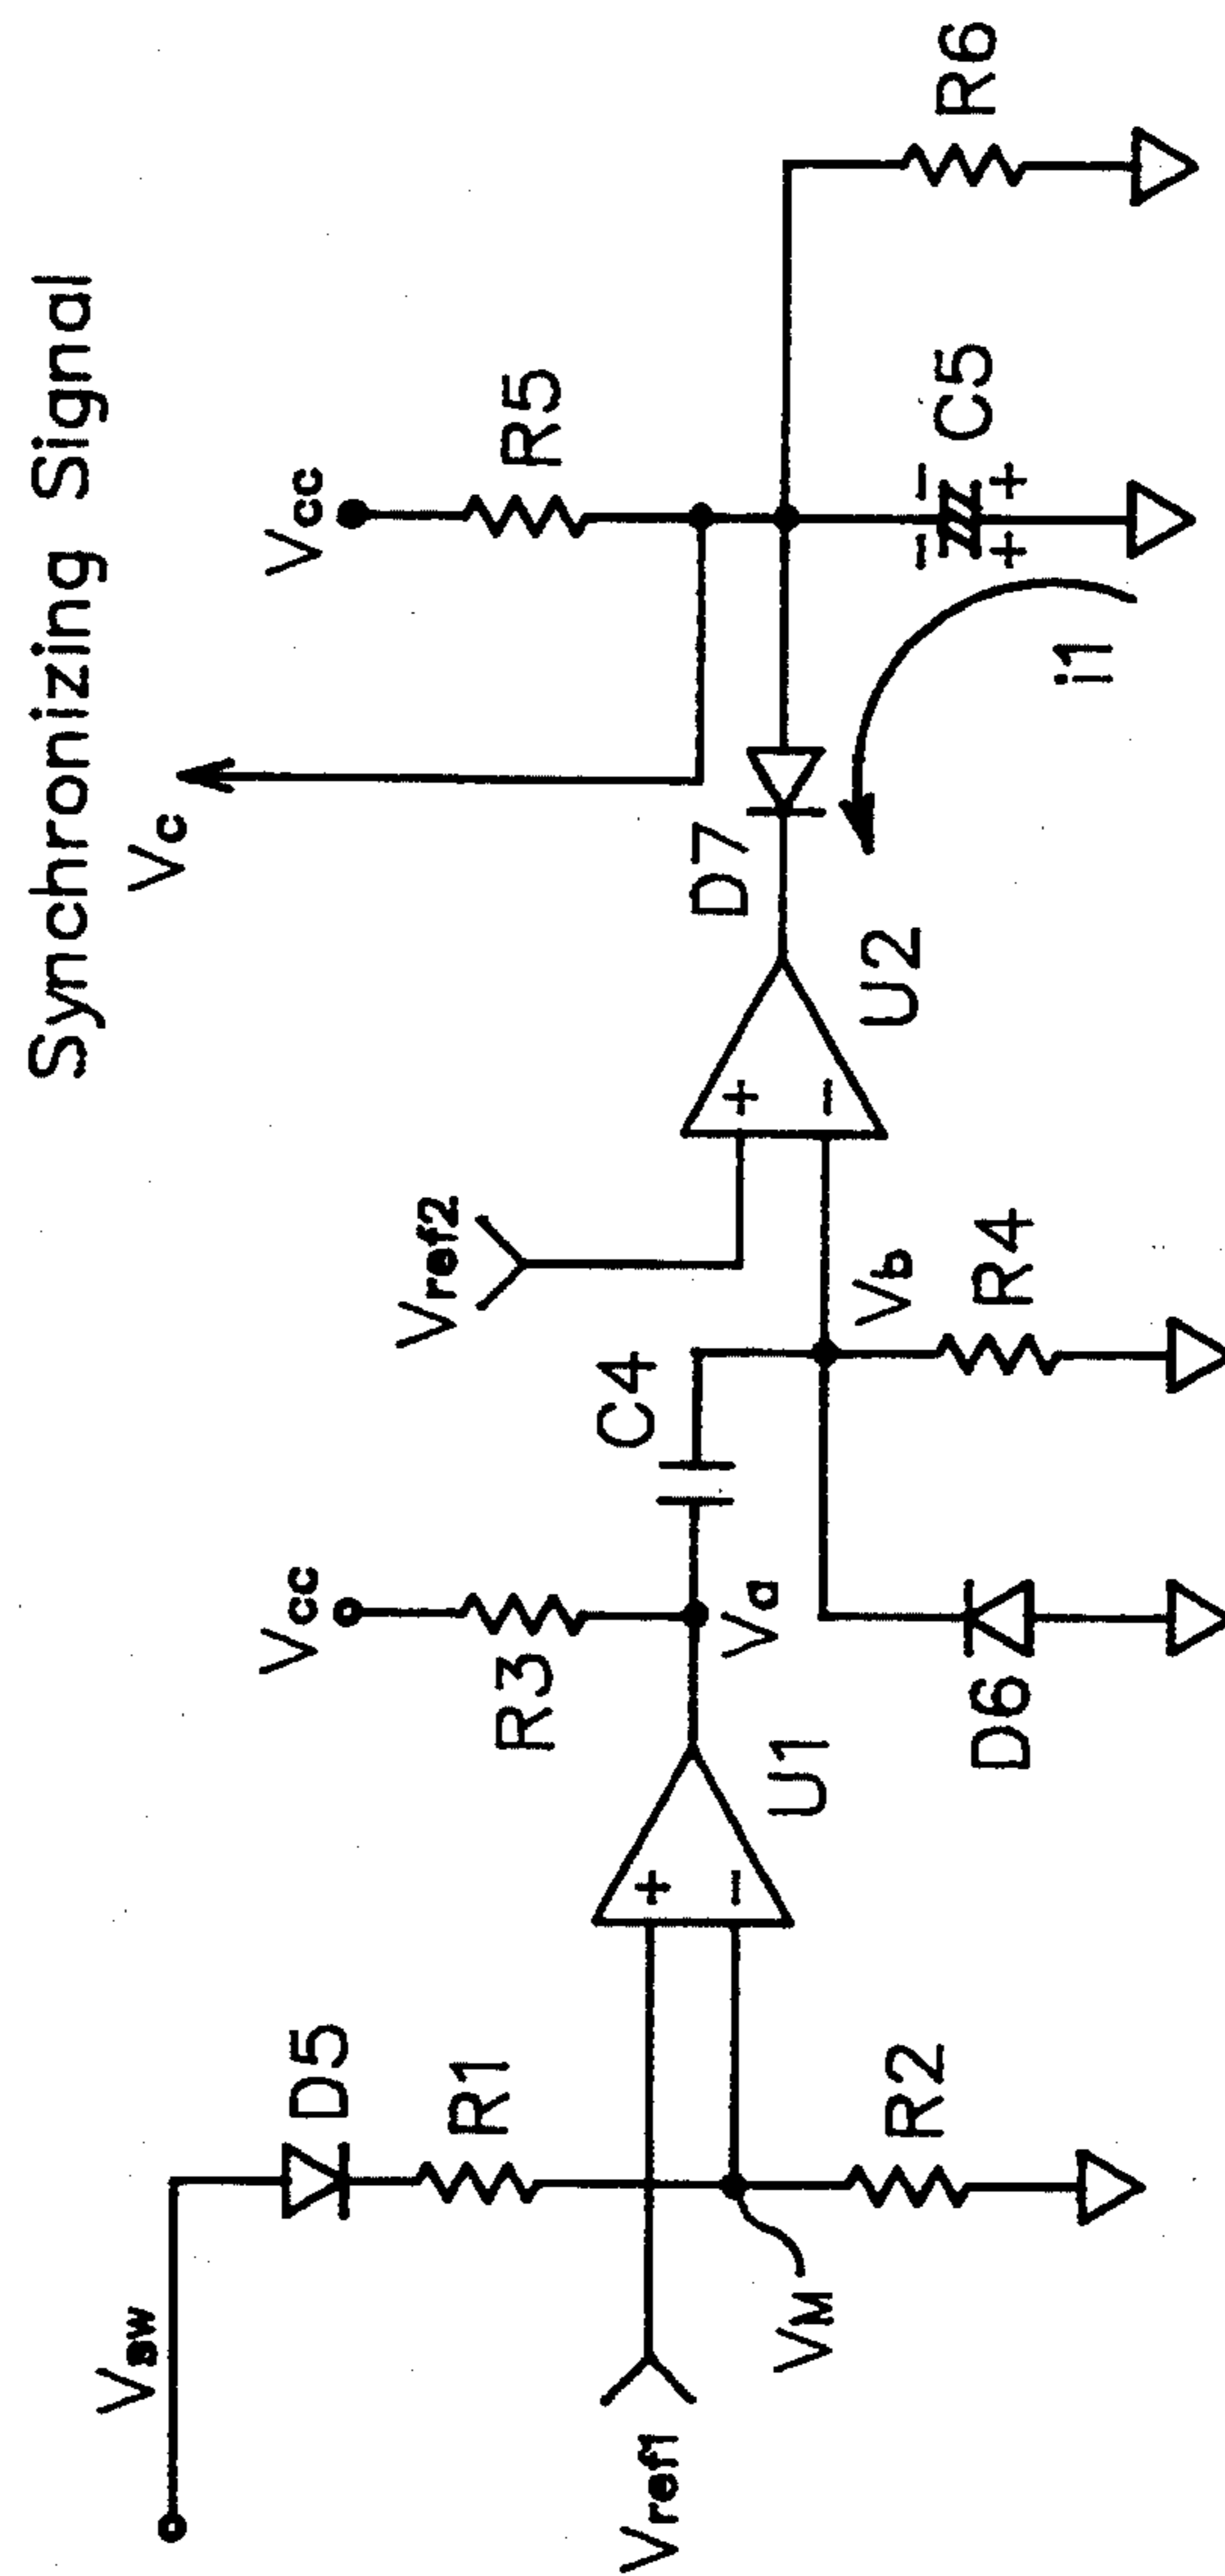 Synchronizing Signal
Vsw
D5
R1
R2
VM
Vref1
+
−
U1
Vcc
R3
Va
C4
D6
Vb
R4
Vref2
+
−
U2
D7
Vc
Vcc
R5
− −
C5
+ +
i1
R6